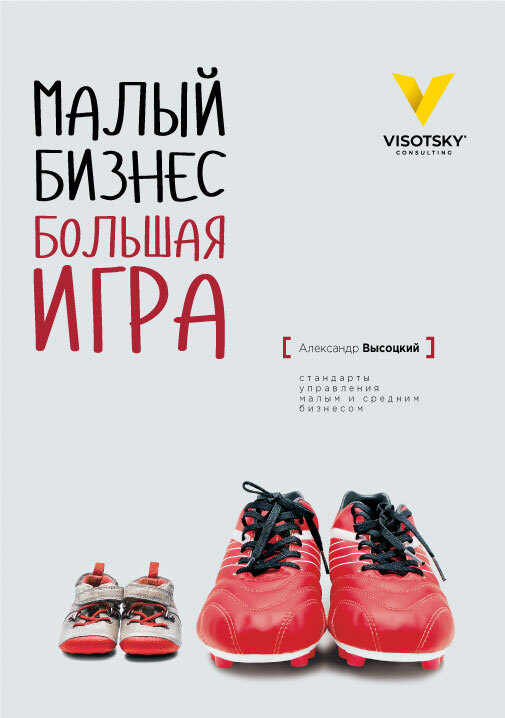 МАЛЫЙ
БИЗНЕС
БОЛЬШАЯ
ИГРА
VISOTSKY®
CONSULTING
[ Александр Высоцкий ]
стандарты
управления
малым и средним
бизнесом